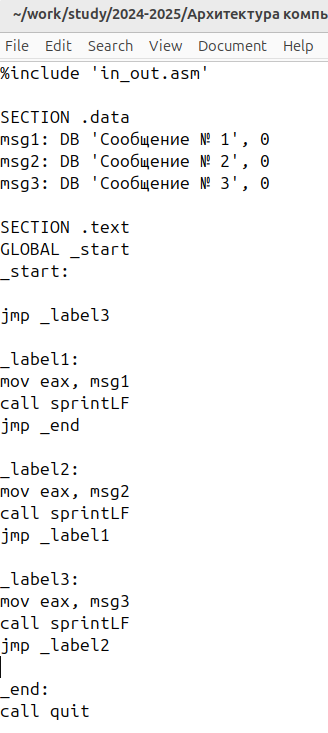 ~/work/study/2024-2025/Архитектура компь
File Edit Search View Document Help
%include 'in_out.asm'
SECTION .data
msg1: DB 'Сообщение № 1', 0
msg2: DB 'Сообщение № 2', 0
msg3: DB 'Сообщение № 3', 0
SECTION .text
GLOBAL _start
_start:
jmp _label3
_label1:
mov eax, msg1
call sprintLF
jmp _end
_label2:
mov eax, msg2
call sprintLF
jmp _label1
_label3:
mov eax, msg3
call sprintLF
jmp _label2
_end:
call quit